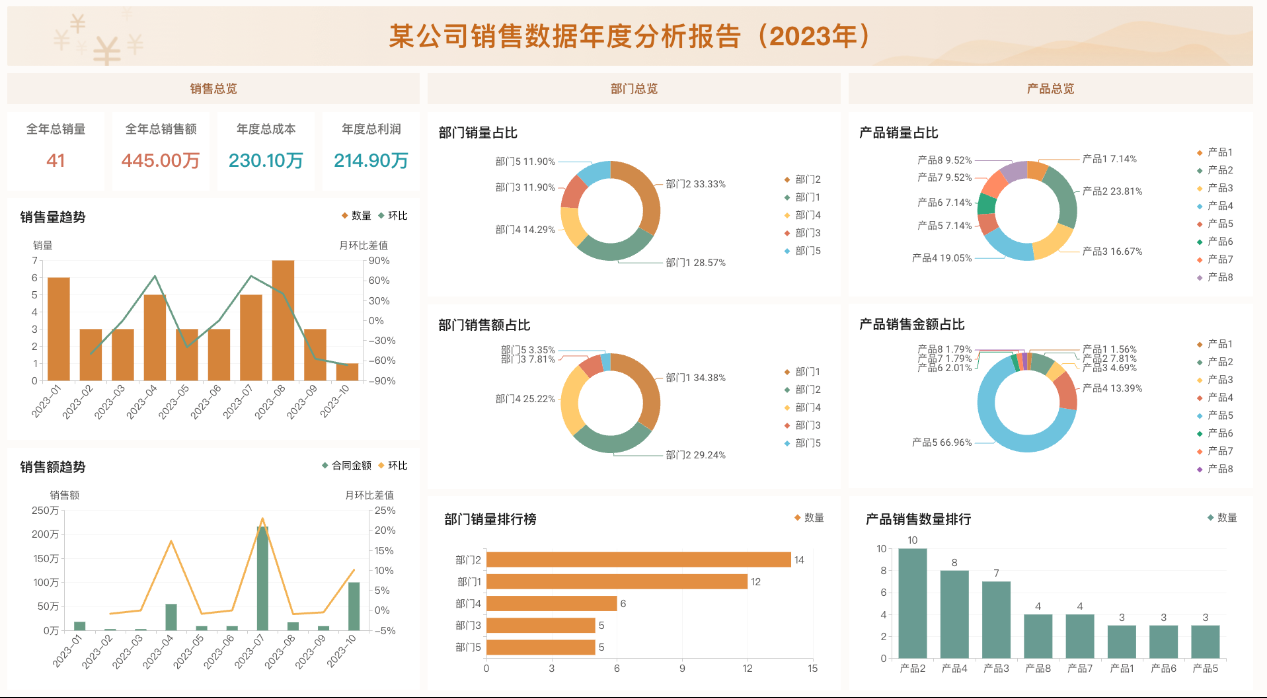 某公司销售数据年度分析报告（2023年）
销售总览
部门总览
产品总览
全年总销量
全年总销售额
年度总成本
年度总利润
41
445.00万
230.10万
214.90万
销售量趋势
数量
环比
销量
月环比差值
7
6
5
4
3
2
1
0
90%
60%
30%
0%
-30%
-60%
-90%
2023-01
2023-02
2023-03
2023-04
2023-05
2023-06
2023-07
2023-08
2023-09
2023-10
销售额趋势
合同金额
环比
销售额
月环比差值
250万
200万
150万
100万
50万
0万
25%
20%
15%
10%
5%
0%
-5%
2023-01
2023-02
2023-03
2023-04
2023-05
2023-06
2023-07
2023-08
2023-09
2023-10
部门销量占比
部门5 11.90%
部门3 11.90%
部门4 14.29%
部门2 33.33%
部门1 28.57%
部门2
部门1
部门4
部门3
部门5
部门销售额占比
部门5 3.35%
部门3 7.81%
部门4 25.22%
部门1 34.38%
部门2 29.24%
部门1
部门2
部门4
部门3
部门5
部门销量排行榜
数量
部门2
14
部门1
12
部门4
6
部门3
5
部门5
5
0
3
6
9
12
15
产品销量占比
产品8 9.52%
产品7 9.52%
产品6 7.14%
产品5 7.14%
产品4 19.05%
产品1 7.14%
产品2 23.81%
产品3 16.67%
产品1
产品2
产品3
产品4
产品5
产品6
产品7
产品8
产品销售金额占比
产品8 1.79%
产品7 1.79%
产品6 2.01%
产品5 66.96%
产品1 1.56%
产品2 7.81%
产品3 4.69%
产品4 13.39%
产品1
产品2
产品3
产品4
产品5
产品6
产品7
产品8
产品销售数量排行
数量
10
8
6
4
2
0
10
8
7
4
4
3
3
3
产品2
产品4
产品3
产品8
产品7
产品1
产品6
产品5